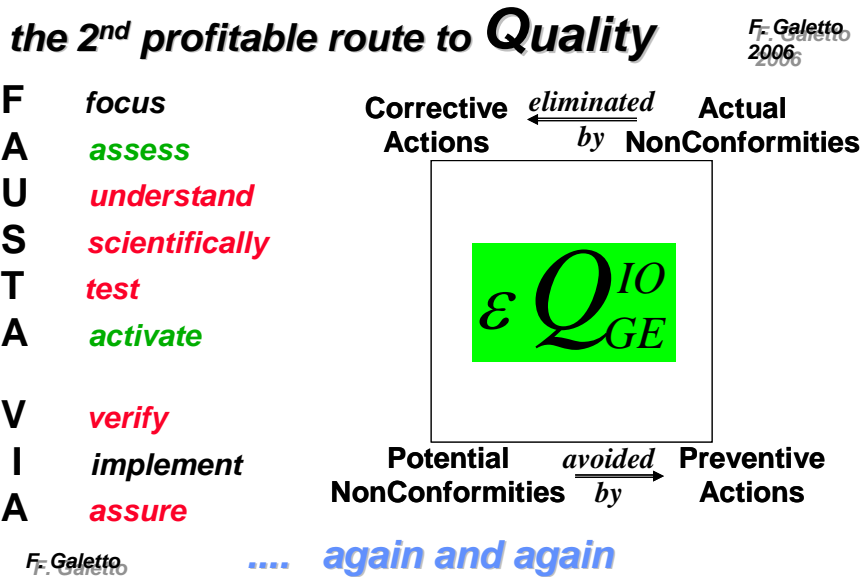 the 2nd profitable route to Quality
F. Galetto
2006
F focus
A assess
U understand
S scientifically
T test
A activate
V verify
I implement
A assure
Corrective
Actions
eliminated
by
Actual
NonConformities
ε Q IO GE
Potential
NonConformities
avoided
by
Preventive
Actions
F. Galetto
.... again and again